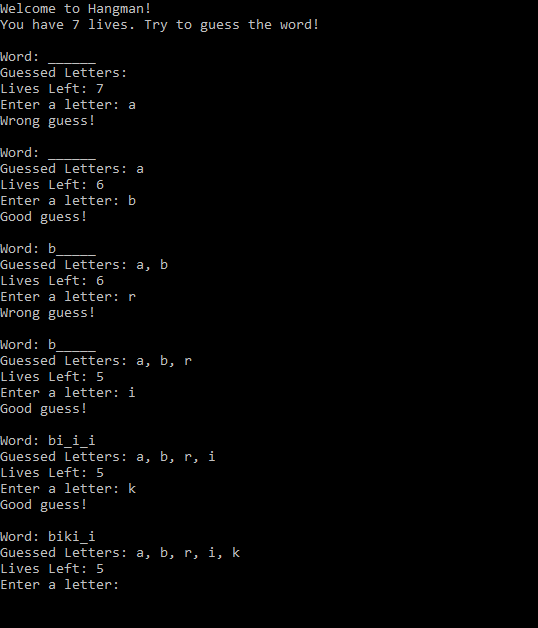 Welcome to Hangman!
You have 7 lives. Try to guess the word!
Word: ______
Guessed Letters:
Lives Left: 7
Enter a letter: a
Wrong guess!
Word: ______
Guessed Letters: a
Lives Left: 6
Enter a letter: b
Good guess!
Word: b_____
Guessed Letters: a, b
Lives Left: 6
Enter a letter: r
Wrong guess!
Word: b_____
Guessed Letters: a, b, r
Lives Left: 5
Enter a letter: i
Good guess!
Word: bi_i_i
Guessed Letters: a, b, r, i
Lives Left: 5
Enter a letter: k
Good guess!
Word: biki_i
Guessed Letters: a, b, r, i, k
Lives Left: 5
Enter a letter: